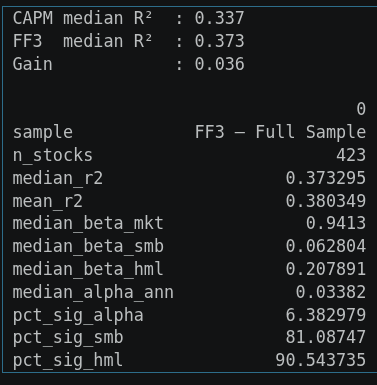 CAPM median R²  : 0.337
FF3  median R²  : 0.373
Gain            : 0.036
0
sample            FF3 — Full Sample
n_stocks                        423
median_r2                  0.373295
mean_r2                    0.380349
median_beta_mkt              0.9413
median_beta_smb            0.062804
median_beta_hml            0.207891
median_alpha_ann            0.03382
pct_sig_alpha              6.382979
pct_sig_smb                81.08747
pct_sig_hml               90.543735